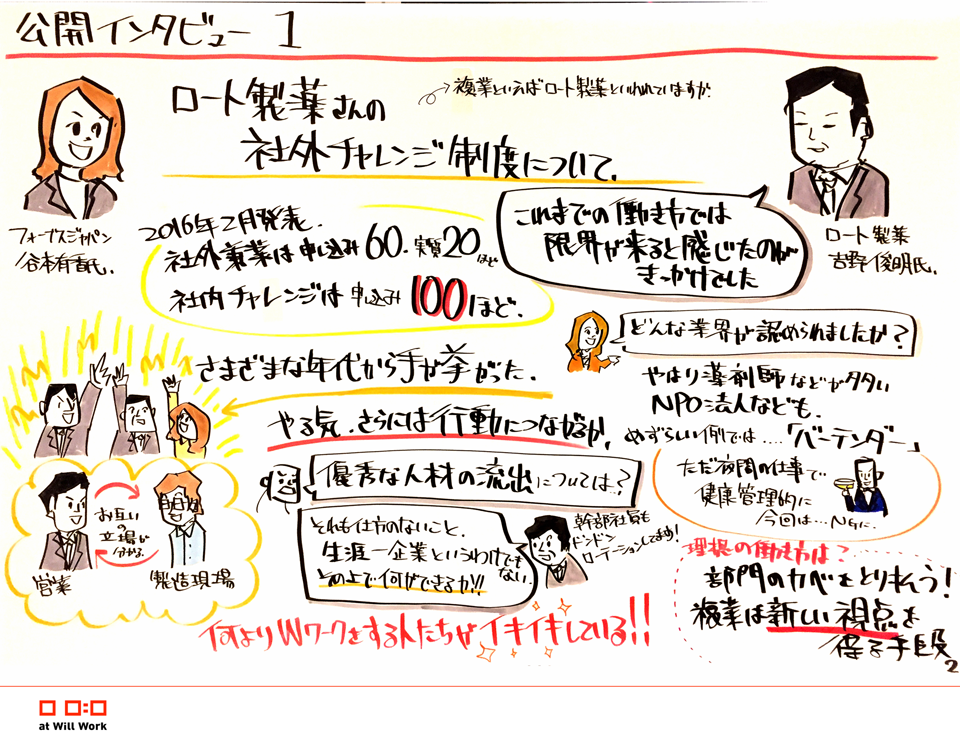 公開インタビュー 1
ロート製薬さんの
社外チャレンジ制度について。
複業といえばロート製薬といわれていますが。
フォーブスジャパン
谷本有香氏。
ロート製薬
吉野俊明氏。
2016年2月発表。
社外兼業は申し込み60。実質20ほど
社内チャレンジは申し込み100ほど。
これまでの働き方では
限界が来ると感じたのが
きっかけでした
どんな業界が認められましたか?
やはり薬剤師などが多い
NPO法人なども。
めずらしい例では....「バーテンダー」
ただ夜間の仕事で
健康管理的に
今回は...NGに。
さまざまな年代から手が挙がった。
やる気、さらには行動につながるか。
お互い
の
立場が
分かる。
営業
製造現場
優秀な人材の流出については..?
それも仕方のないこと。
生涯一企業というわけでも
ない。
その上で何ができるか!!
幹部社員も
ドンドン
ローテーションしてます!
理想の働き方は?
部門のカベをとり払う!
複業は新しい視点を
得る手段
何よりWワークをする人たちがイキイキしている!!
2
at Will Work